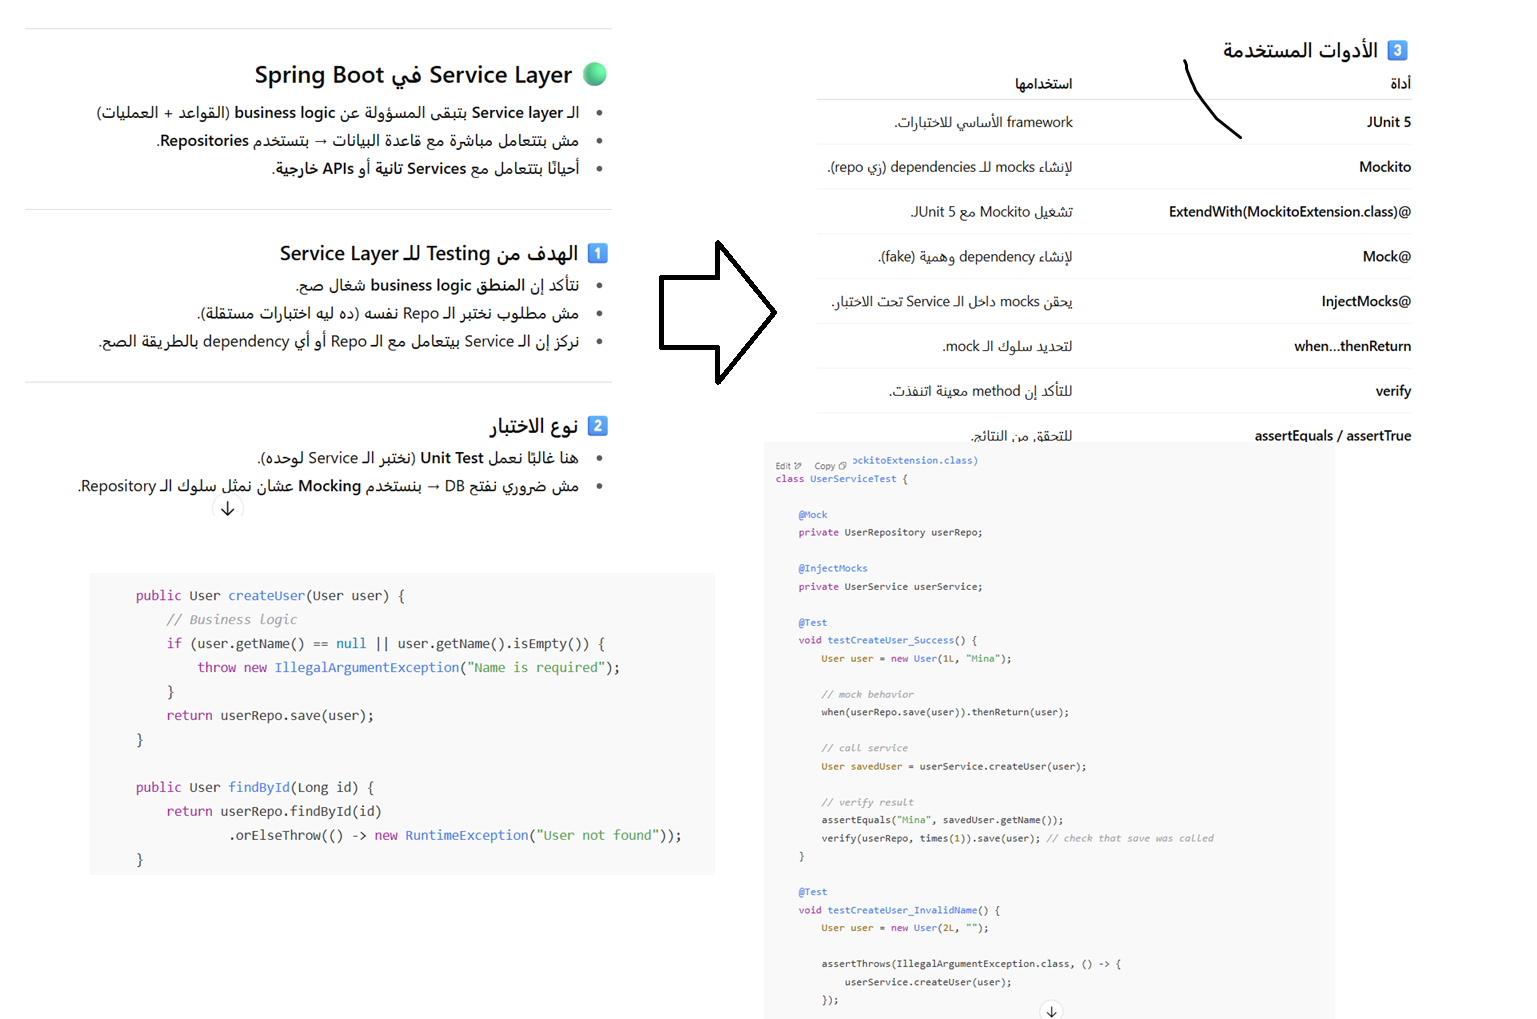 Service Layer في Spring Boot
الـ Service layer بتبقى المسؤولة عن business logic (القواعد + العمليات)
مش بتتعامل مباشرة مع قاعدة البيانات → بتستخدم Repositories.
أحيانًا بتتعامل مع Services تانية أو APIs خارجية.
1 الهدف من Testing للـ Service Layer
نتأكد إن المنطق business logic شغال صح.
مش مطلوب نختبر الـ Repo نفسه (ده ليه اختبارات مستقلة).
نركز إن الـ Service بيتعامل مع الـ Repo أو أي dependency بالطريقة الصح.
2 نوع الاختبار
هنا غالبًا نعمل Unit Test (نختبر الـ Service لوحده).
مش ضروري نفتح DB → بنستخدم Mocking عشان نمثل سلوك الـ Repository.
public User createUser(User user) {
// Business logic
if (user.getName() == null || user.getName().isEmpty()) {
throw new IllegalArgumentException("Name is required");
}
return userRepo.save(user);
}
public User findById(Long id) {
return userRepo.findById(id)
.orElseThrow(() -> new RuntimeException("User not found"));
}
3 الأدوات المستخدمة
أداة استخدامها
JUnit 5 framework الأساسي للاختبارات.
Mockito لإنشاء mocks للـ dependencies (زي repo).
@ExtendWith(MockitoExtension.class) تشغيل Mockito مع JUnit 5.
@Mock لإنشاء dependency وهمية (fake).
@InjectMocks يحقن mocks داخل الـ Service تحت الاختبار.
when...thenReturn لتحديد سلوك الـ mock.
verify للتأكد إن method معينة اتنفذت.
assertEquals / assertTrue للتحقق من النتائج.
Edit Copy ockitoExtension.class)
class UserServiceTest {
@Mock
private UserRepository userRepo;
@InjectMocks
private UserService userService;
@Test
void testCreateUser_Success() {
User user = new User(1L, "Mina");
// mock behavior
when(userRepo.save(user)).thenReturn(user);
// call service
User savedUser = userService.createUser(user);
// verify result
assertEquals("Mina", savedUser.getName());
verify(userRepo, times(1)).save(user); // check that save was called
}
@Test
void testCreateUser_InvalidName() {
User user = new User(2L, "");
assertThrows(IllegalArgumentException.class, () -> {
userService.createUser(user);
});